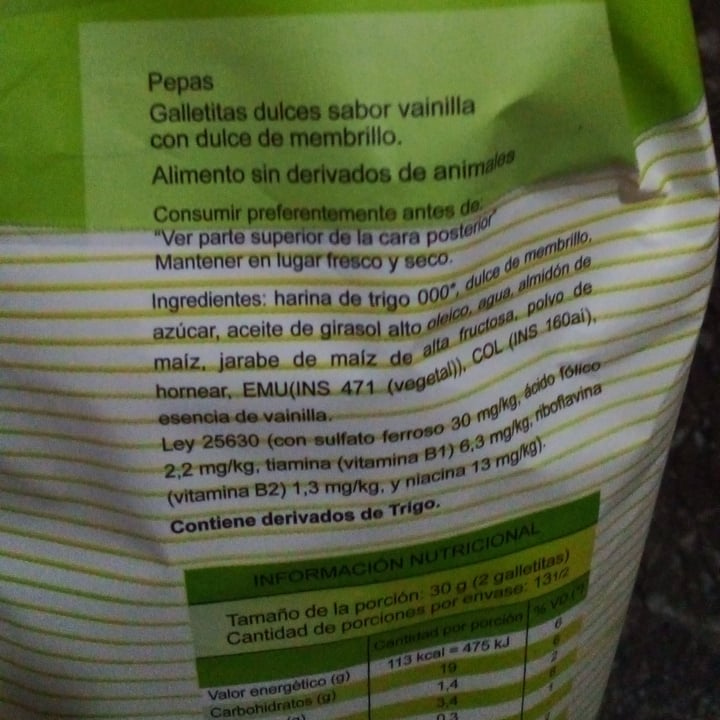 Pepas
Galletitas dulces sabor vainilla
con dulce de membrillo.
Alimento sin derivados de animales
Consumir preferentemente antes de:
"Ver parte superior de la cara posterior"
Mantener en lugar fresco y seco.
Ingredientes: harina de trigo 000*, dulce de membrillo,
azúcar, aceite de girasol alto oleico, agua, almidón de
maíz, jarabe de maíz de alta fructosa, polvo de
hornear, EMU(INS 471 (vegetal)), COL (INS 160ai),
esencia de vainilla.
Ley 25630 (con sulfato ferroso 30 mg/kg, ácido fólico
2,2 mg/kg, tiamina (vitamina B1) 6,3 mg/kg, riboflavina
(vitamina B2) 1,3 mg/kg, y niacina 13 mg/kg).
Contiene derivados de Trigo.
INFORMACIÓN NUTRICIONAL
Tamaño de la porción: 30 g (2 galletitas)
Cantidad de porciones por envase: 13 1/2
Cantidad por porción % VD (*)
Valor energético (g) 113 kcal = 475 kJ 6
Carbohidratos (g) 19 6
1,4 2
3,4 6
0,3 1